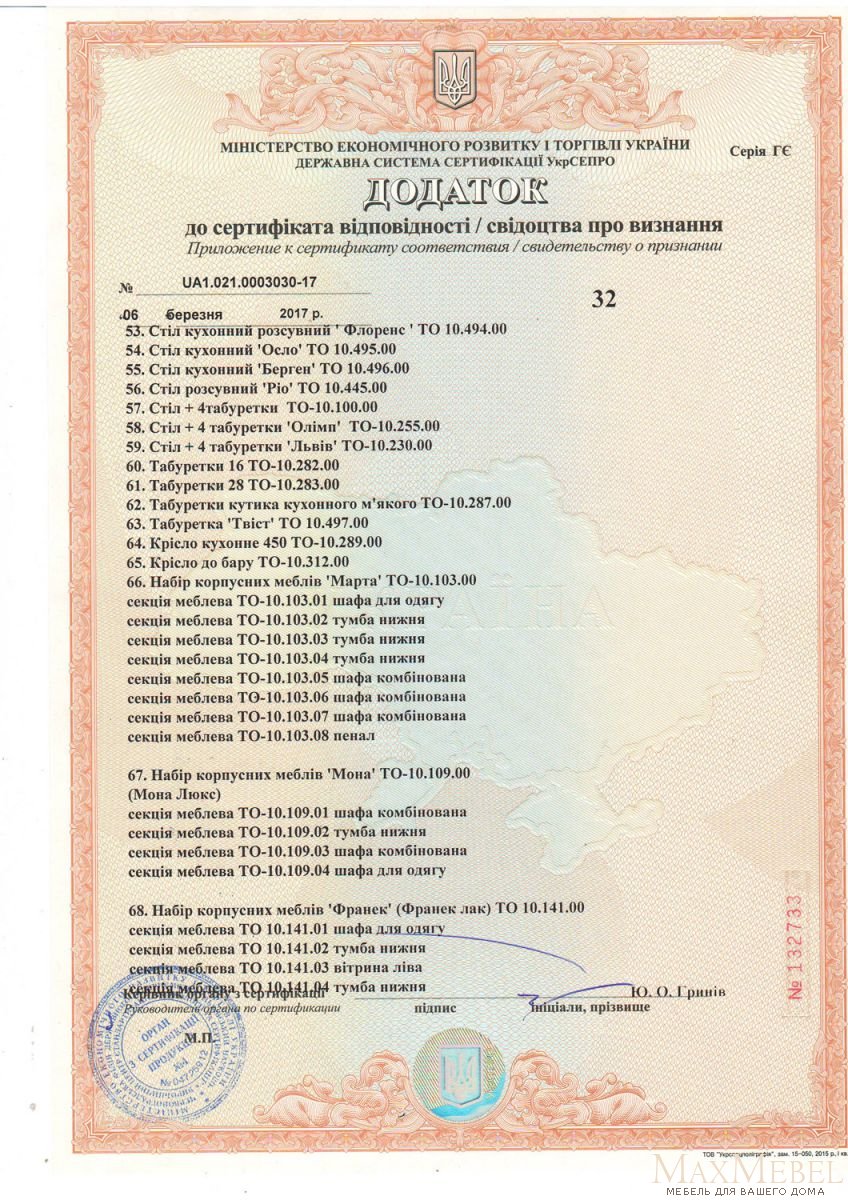 МІНІСТЕРСТВО ЕКОНОМІЧНОГО РОЗВИТКУ І ТОРГІВЛІ УКРАЇНИ
Серія ГЄ
ДЕРЖАВНА СИСТЕМА СЕРТИФІКАЦІЇ УкрСЕПРО
ДОДАТОК
до сертифіката відповідності / свідоцтва про визнання
Приложение к сертификату соответствия / свидетельству о признании
№ UA1.021.0003030-17
32
06 березня 2017 р.
53. Стіл кухонний розсувний ' Флоренс ' ТО 10.494.00
54. Стіл кухонний 'Осло' ТО 10.495.00
55. Стіл кухонний 'Берген' ТО 10.496.00
56. Стіл розсувний 'Ріо' ТО 10.445.00
57. Стіл + 4табуретки ТО-10.100.00
58. Стіл + 4 табуретки 'Олімп' ТО-10.255.00
59. Стіл + 4 табуретки 'Львів' ТО-10.230.00
60. Табуретки 16 ТО-10.282.00
61. Табуретки 28 ТО-10.283.00
62. Табуретки кутика кухонного м'якого ТО-10.287.00
63. Табуретка 'Твіст' ТО 10.497.00
64. Крісло кухонне 450 ТО-10.289.00
65. Крісло до бару ТО-10.312.00
66. Набір корпусних меблів 'Марта' ТО-10.103.00
секція меблева ТО-10.103.01 шафа для одягу
секція меблева ТО-10.103.02 тумба нижня
секція меблева ТО-10.103.03 тумба нижня
секція меблева ТО-10.103.04 тумба нижня
секція меблева ТО-10.103.05 шафа комбінована
секція меблева ТО-10.103.06 шафа комбінована
секція меблева ТО-10.103.07 шафа комбінована
секція меблева ТО-10.103.08 пенал
67. Набір корпусних меблів 'Мона' ТО-10.109.00
(Мона Люкс)
секція меблева ТО-10.109.01 шафа комбінована
секція меблева ТО-10.109.02 тумба нижня
секція меблева ТО-10.109.03 шафа комбінована
секція меблева ТО-10.109.04 шафа для одягу
68. Набір корпусних меблів 'Франек' (Франек лак) ТО 10.141.00
секція меблева ТО 10.141.01 шафа для одягу
секція меблева ТО 10.141.02 тумба нижня
секція меблева ТО 10.141.03 вітрина ліва
секція меблева ТО 10.141.04 тумба нижня
Керівник органу з сертифікації
Ю. О. Гринів
Руководитель органа по сертификации
підпис
ініціали, прізвище
М.П.
ОРГАН
З СЕРТИФІКАЦІЇ
ПРОДУКЦІЇ
№1
№ 04725912
№ 132733
MaxMebel
МЕБЕЛЬ ДЛЯ ВАШЕГО ДОМА